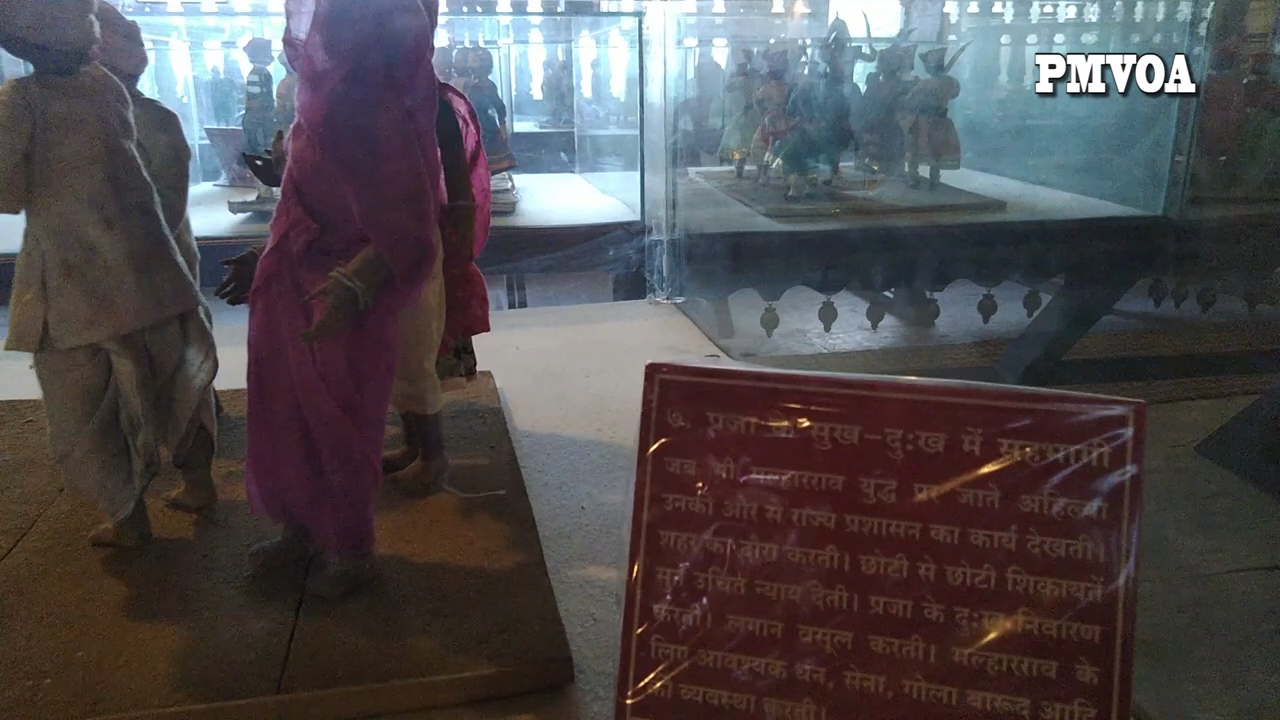 PMVOA
७. प्रजा के सुख-दुःख में सहभागी
जब भी मल्हारराव युद्ध पर जाते अहिल्या
उनकी ओर से राज्य प्रशासन का कार्य देखती।
शहर का दौरा करती। छोटी से छोटी शिकायतें
सुन उचित न्याय देती। प्रजा के दुःख निवारण
करती। लगान वसूल करती। मल्हारराव के
लिए आवश्यक धन, सेना, गोला बारूद आदि
की व्यवस्था करती।